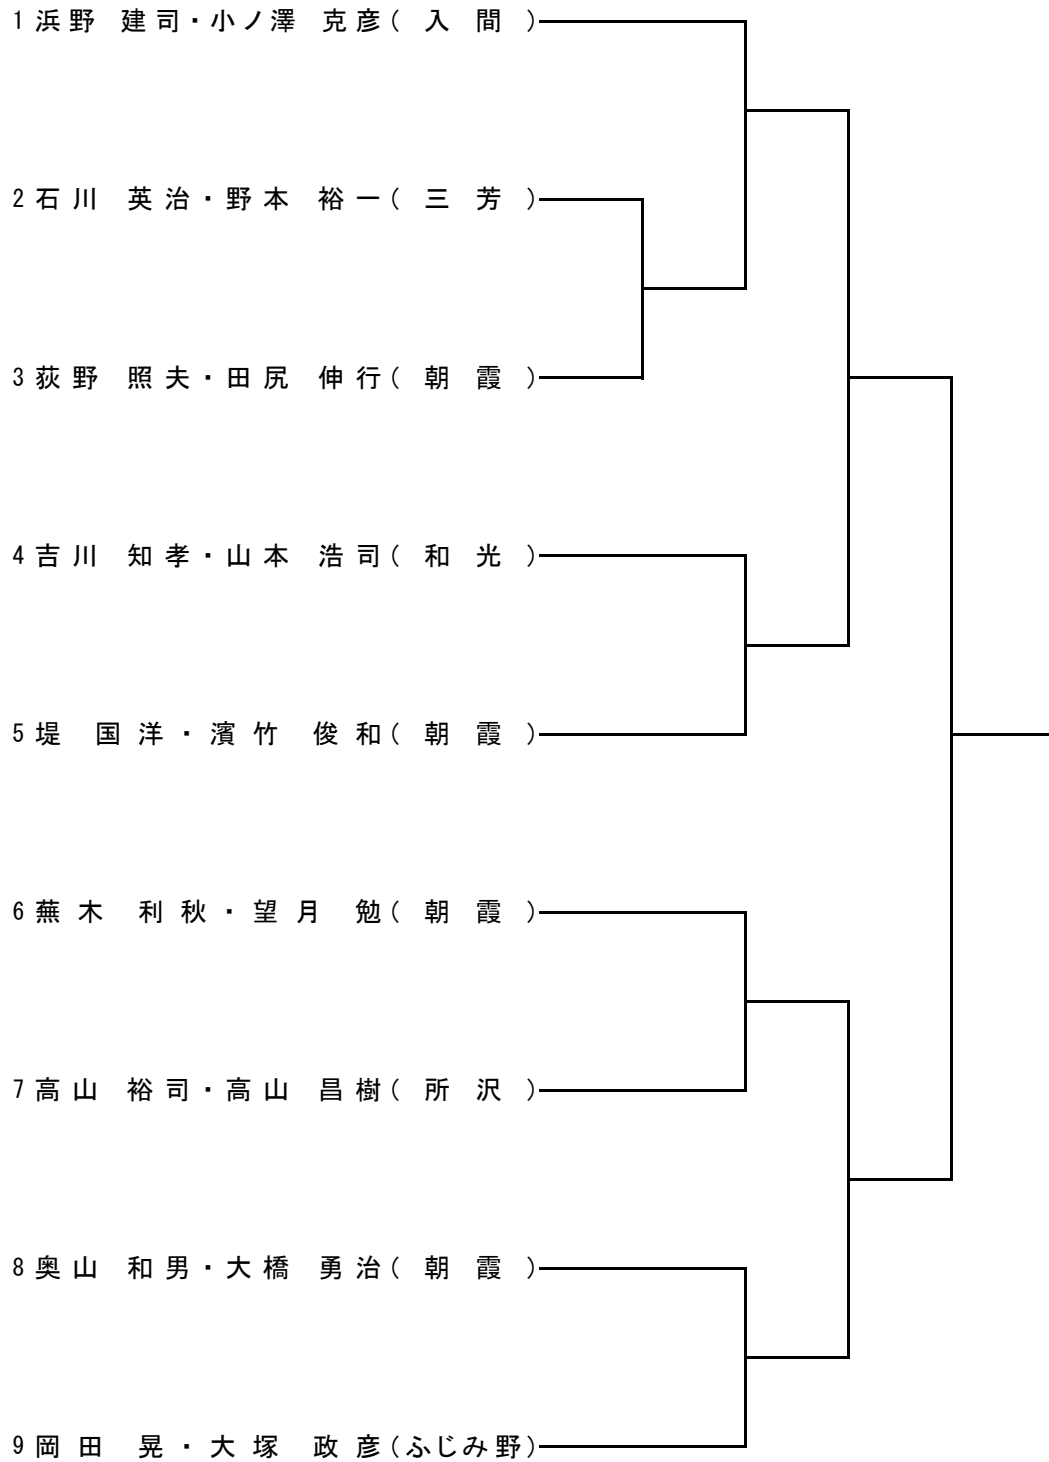 1 浜野 建司・小ノ澤 克彦( 入 間 )
2 石川 英治・野本 裕一( 三 芳 )
3 荻野 照夫・田尻 伸行( 朝 霞 )
4 吉川 知孝・山本 浩司( 和 光 )
5 堤 国洋・濱竹 俊和( 朝 霞 )
6 蕪木 利秋・望月 勉( 朝 霞 )
7 高山 裕司・高山 昌樹( 所 沢 )
8 奥山 和男・大橋 勇治( 朝 霞 )
9 岡田 晃・大塚 政彦(ふじみ野)